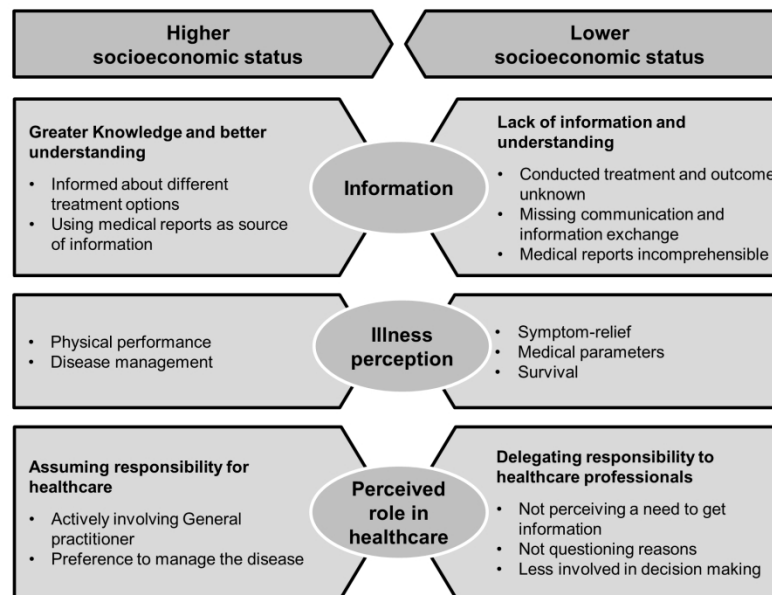 Higher
socioeconomic status
Lower
socioeconomic status
Greater Knowledge and better
understanding
• Informed about different
treatment options
• Using medical reports as source
of information
Information
Lack of information and
understanding
• Conducted treatment and outcome
unknown
• Missing communication and
information exchange
• Medical reports incomprehensible
• Physical performance
• Disease management
Illness
perception
• Symptom-relief
• Medical parameters
• Survival
Assuming responsibility for
healthcare
• Actively involving General
practitioner
• Preference to manage the disease
Perceived
role in
healthcare
Delegating responsibility to
healthcare professionals
• Not perceiving a need to get
information
• Not questioning reasons
• Less involved in decision making